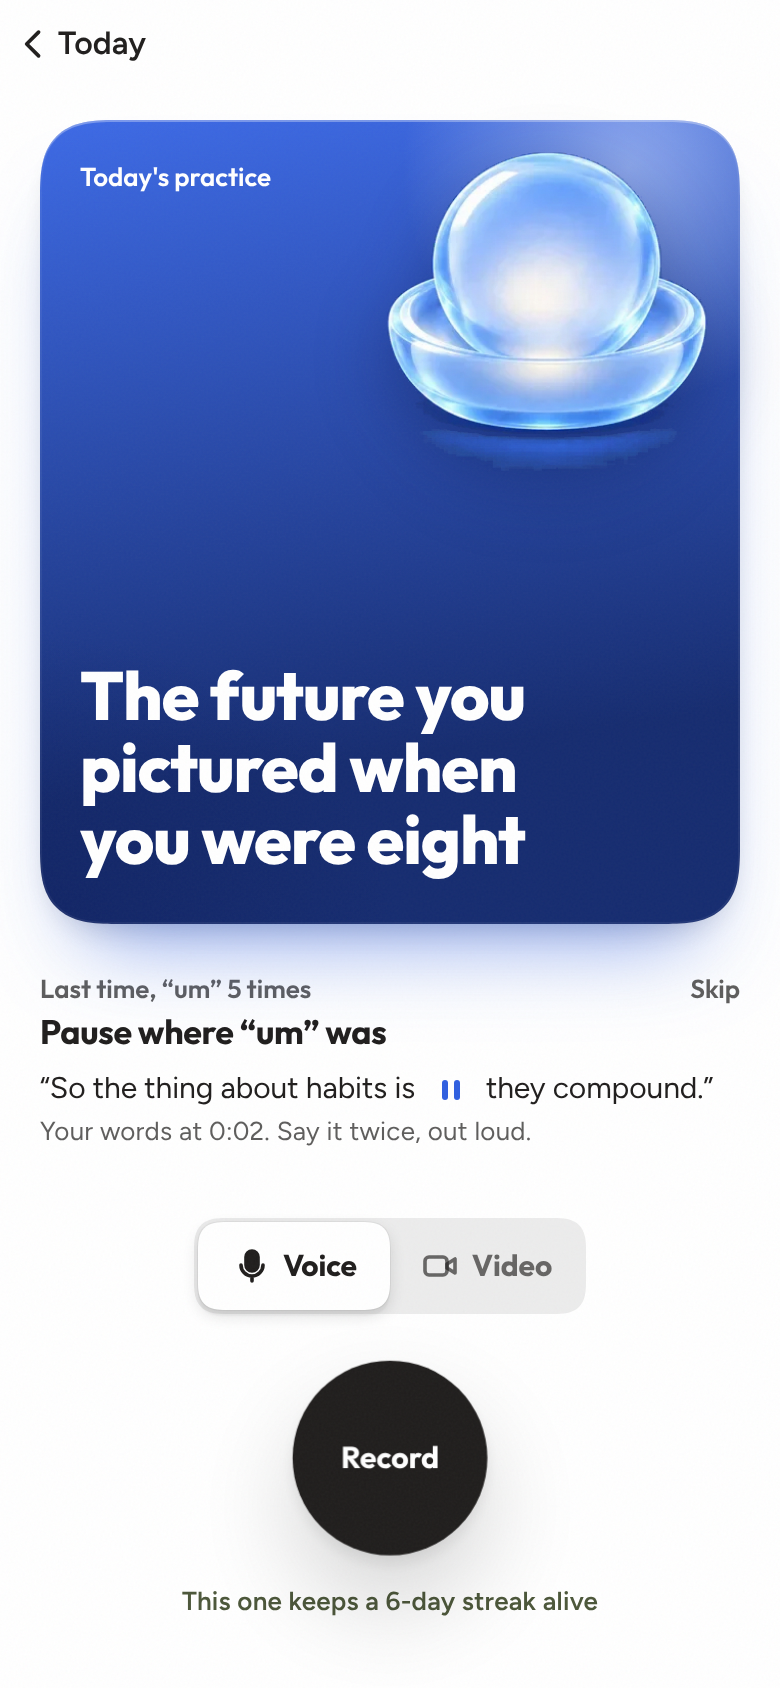 Today
Today's practice
The future you
pictured when
you were eight
Last time, “um” 5 times
Skip
Pause where “um” was
“So the thing about habits is they compound.”
Your words at 0:02. Say it twice, out loud.
Voice
Video
Record
This one keeps a 6-day streak alive